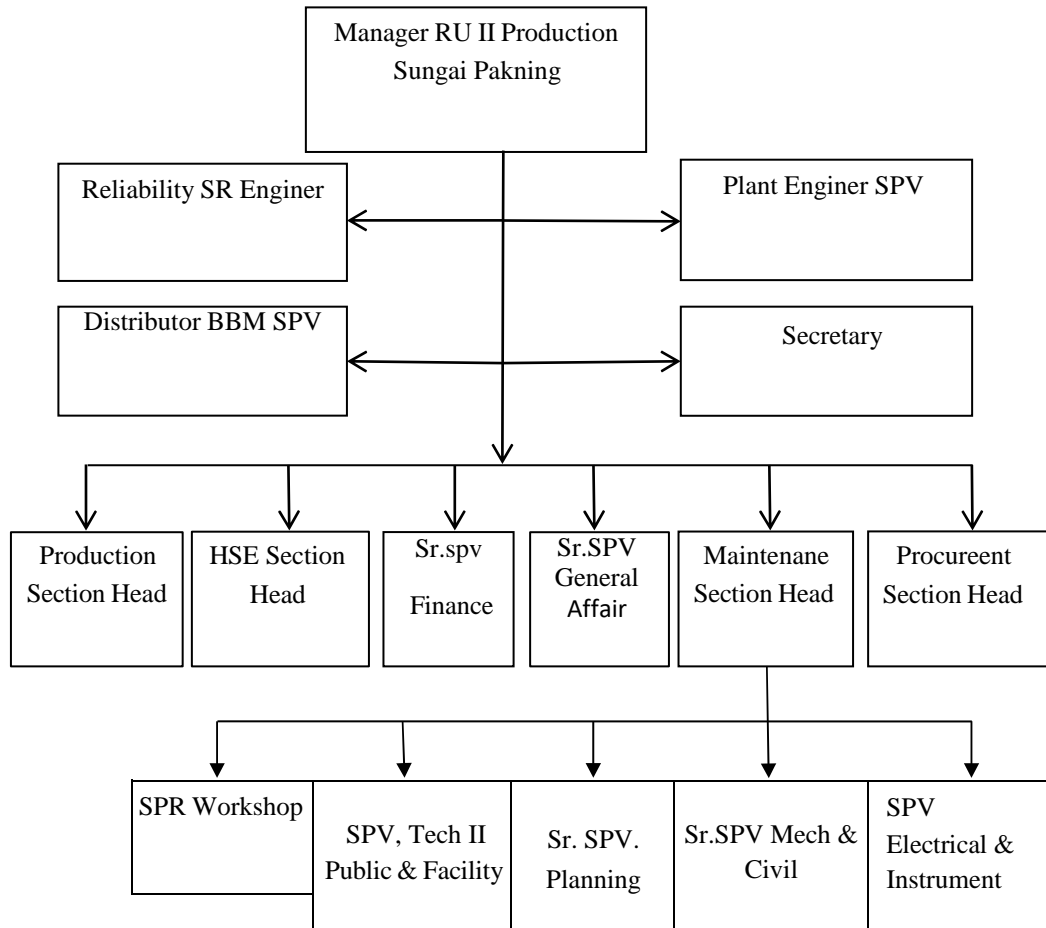 Manager RU II Production
Sungai Pakning
Reliability SR Enginer
Plant Enginer SPV
Distributor BBM SPV
Secretary
Production
Section Head
HSE Section
Head
Sr.spv
Finance
Sr.SPV
General
Affair
Maintenane
Section Head
Procureent
Section Head
SPR Workshop
SPV, Tech II
Public & Facility
Sr. SPV.
Planning
Sr.SPV Mech &
Civil
SPV
Electrical &
Instrument